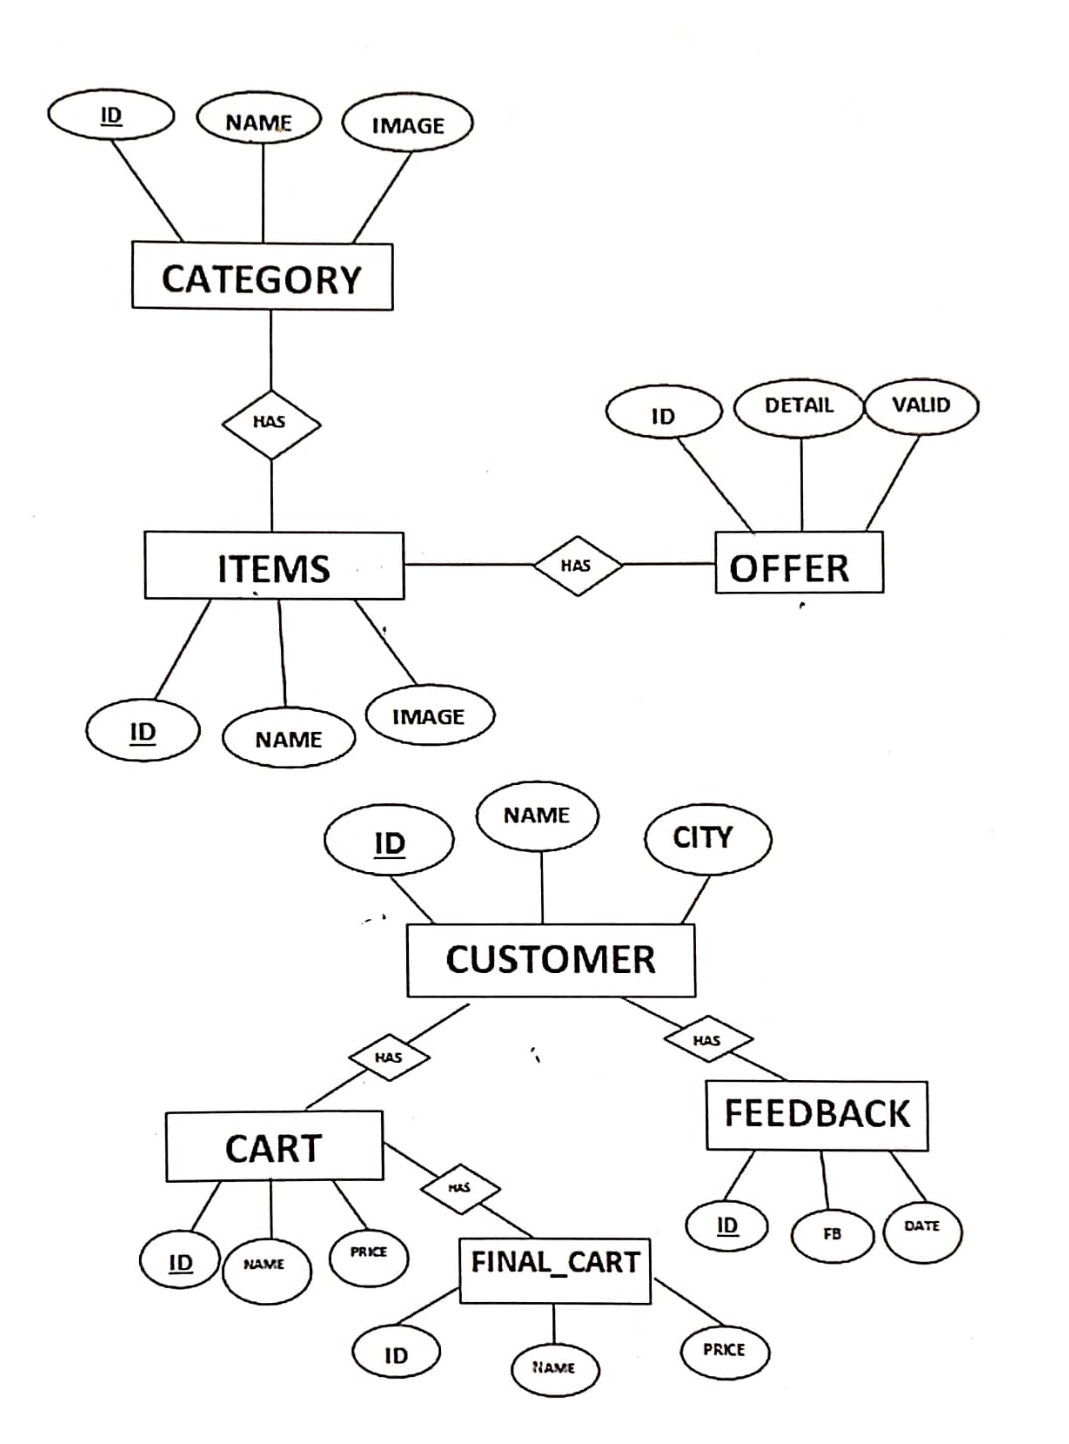 ID
NAME
IMAGE
CATEGORY
HAS
ID
DETAIL
VALID
ITEMS
HAS
OFFER
ID
NAME
IMAGE
ID
NAME
CITY
CUSTOMER
HAS
HAS
CART
FEEDBACK
HAS
ID
NAME
PRICE
ID
FB
DATE
FINAL_CART
ID
NAME
PRICE